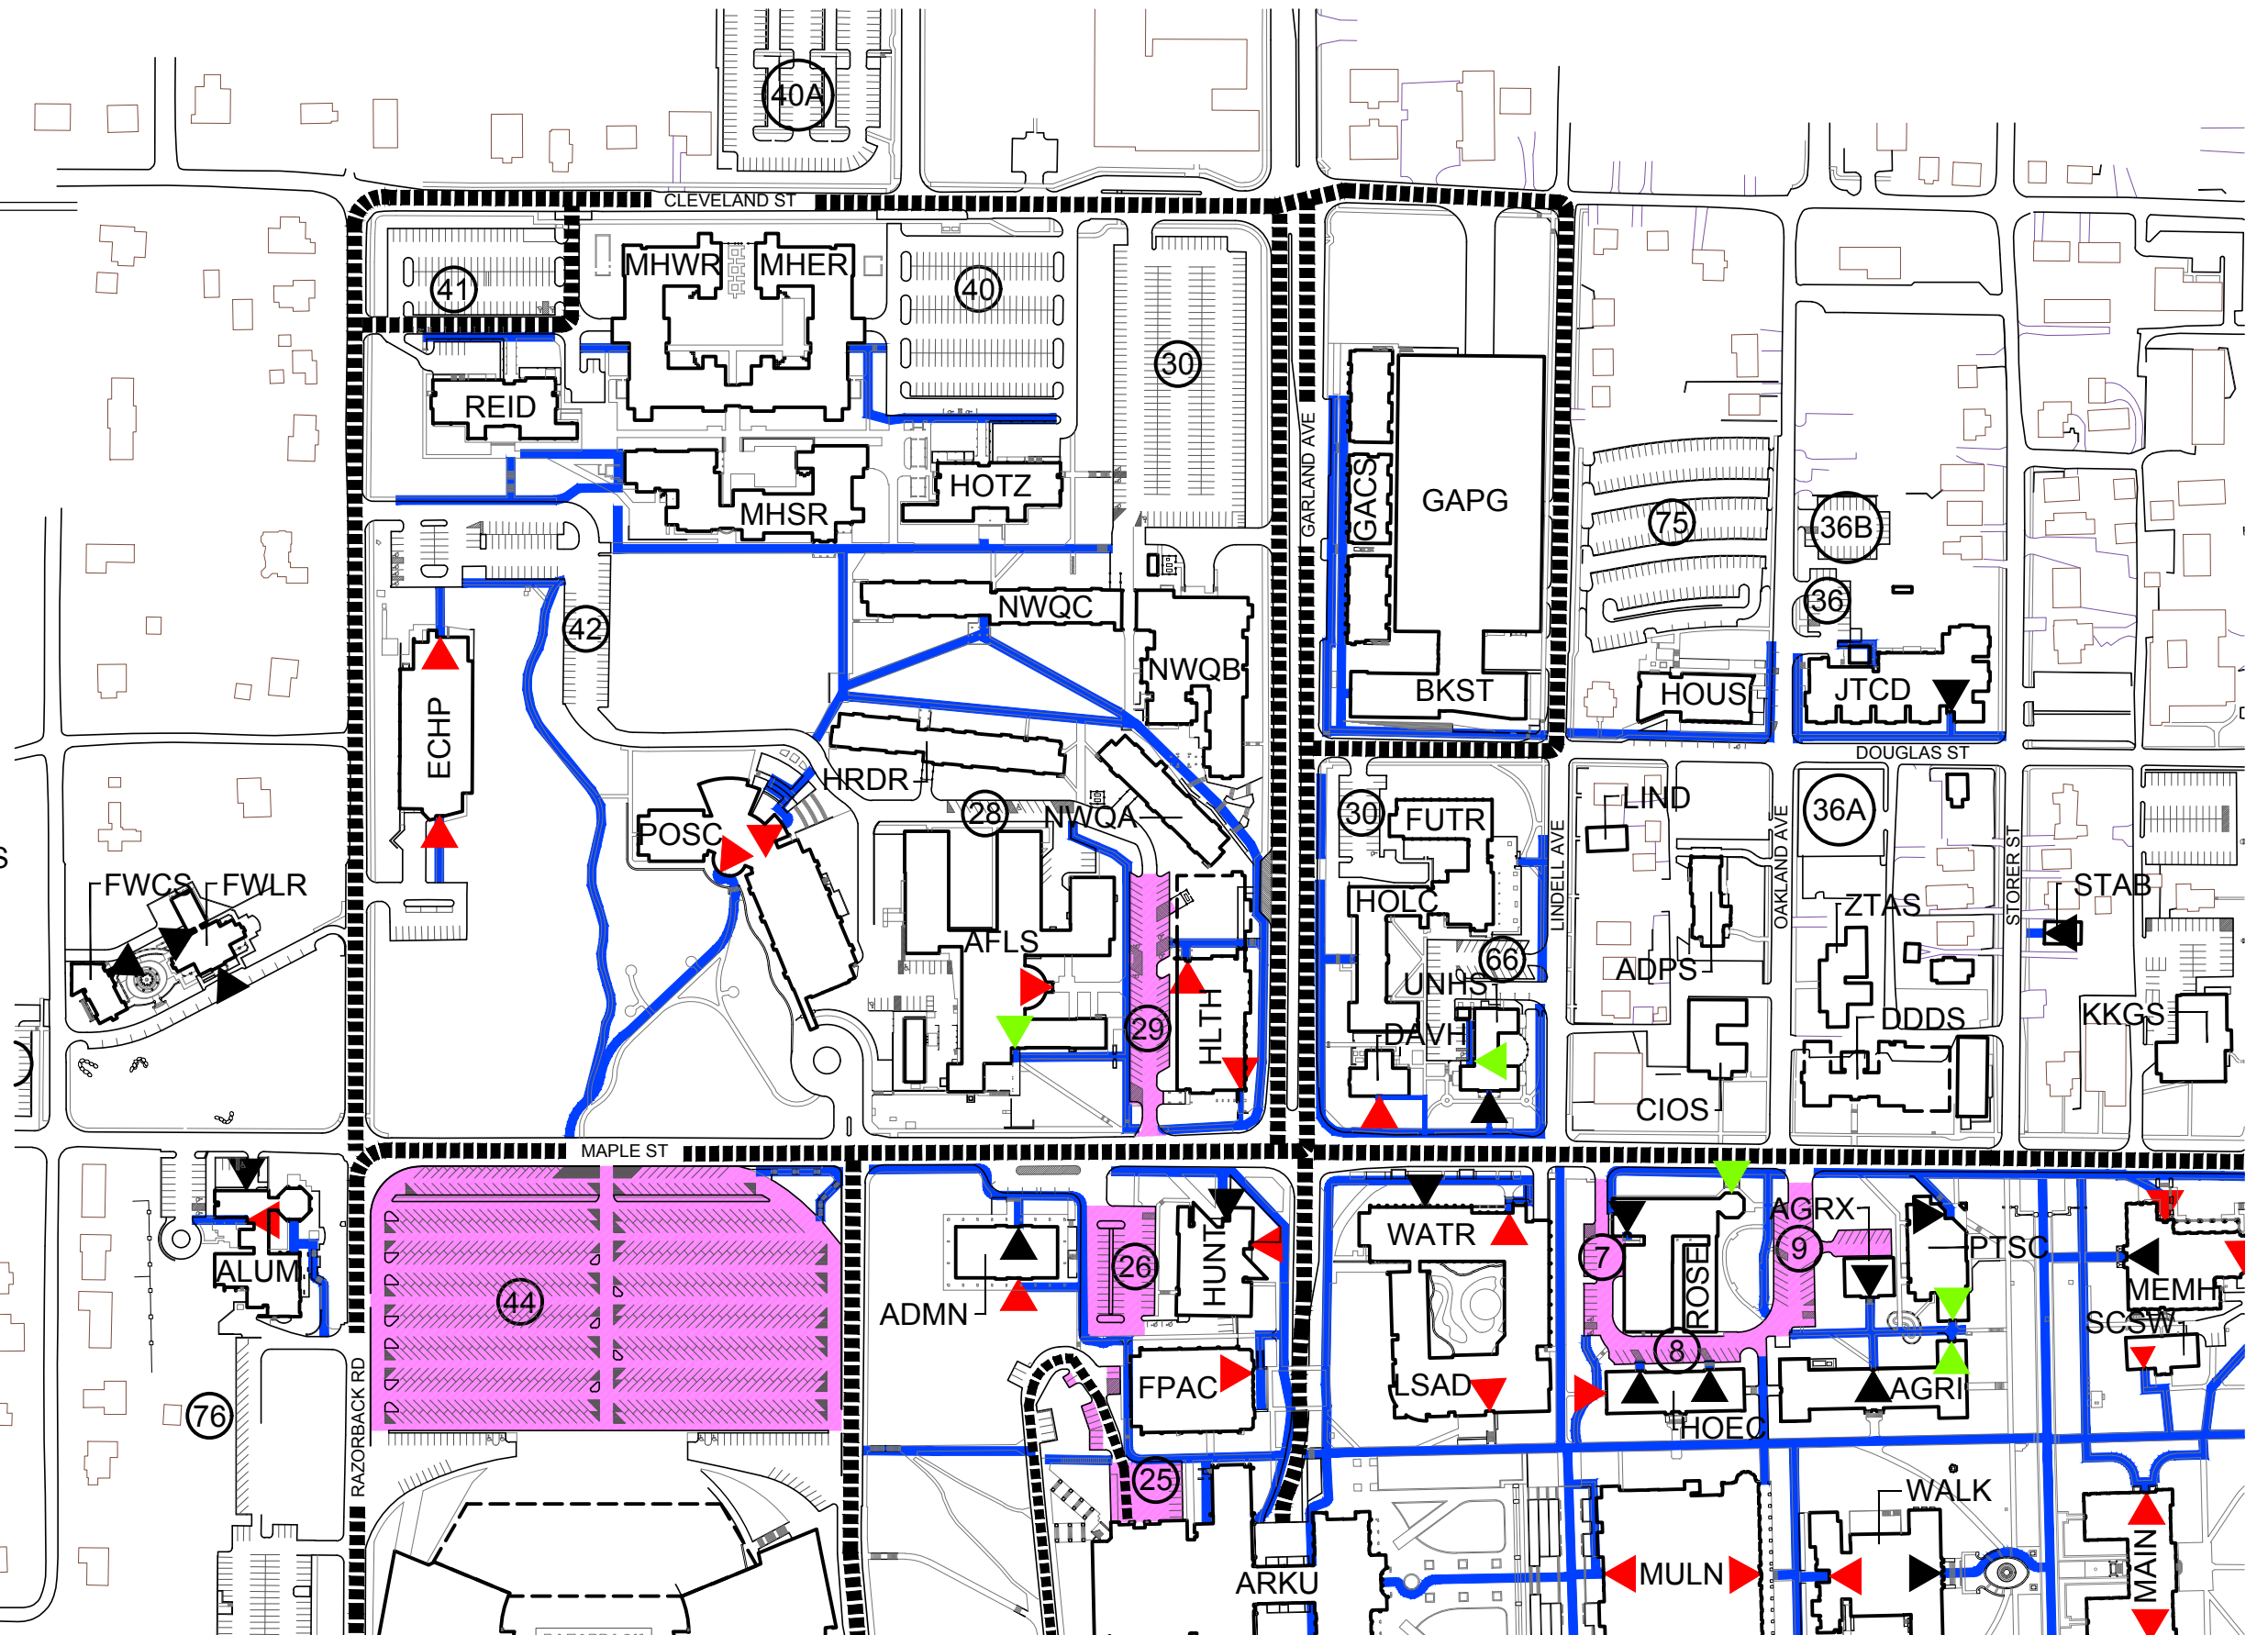 40A
CLEVELAND ST
MHWR
MHER
41
40
30
REID
HOTZ
MHSR
GARLAND AVE
GACS
GAPG
75
36B
36
NWQC
42
NWQB
BKST
HOUS
JTCD
ECHP
DOUGLAS ST
HRDR
28
NWQA
30
FUTR
LIND
36A
POSC
LINDELL AVE
OAKLAND AVE
STORER ST
S
FWCS
FWLR
HOLC
ZTAS
STAB
AFLS
66
ADPS
UNHS
29
HLTH
DAVH
DDDS
KKGS
CIOS
MAPLE ST
AGRX
WATR
7
9
PTSC
ALUM
44
26
HUNT
ROSE
MEMH
ADMN
SCSW
8
RAZORBACK RD
FPAC
LSAD
AGRI
76
HOEC
25
WALK
ARKU
MULN
MAIN